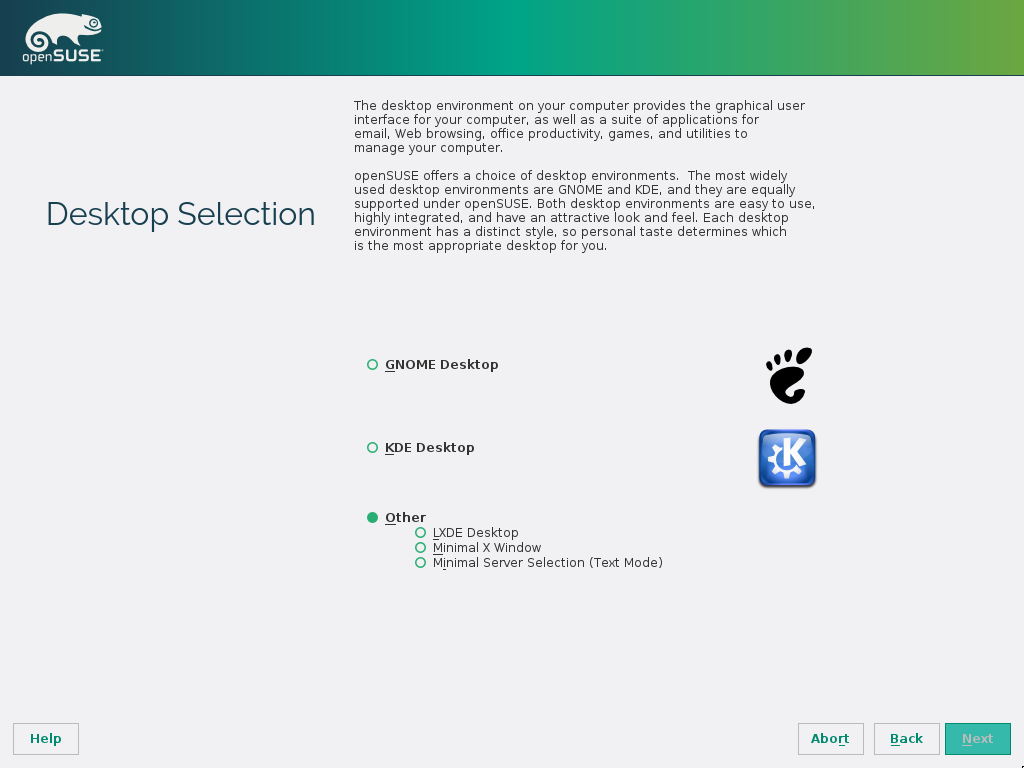 openSUSE
The desktop environment on your computer provides the graphical user
interface for your computer, as well as a suite of applications for
email, Web browsing, office productivity, games, and utilities to
manage your computer.
openSUSE offers a choice of desktop environments.  The most widely
used desktop environments are GNOME and KDE, and they are equally
supported under openSUSE. Both desktop environments are easy to use,
highly integrated, and have an attractive look and feel. Each desktop
environment has a distinct style, so personal taste determines which
is the most appropriate desktop for you.
Desktop Selection
GNOME Desktop
KDE Desktop
K
Other
LXDE Desktop
Minimal X Window
Minimal Server Selection (Text Mode)
Help
Abort
Back
Next